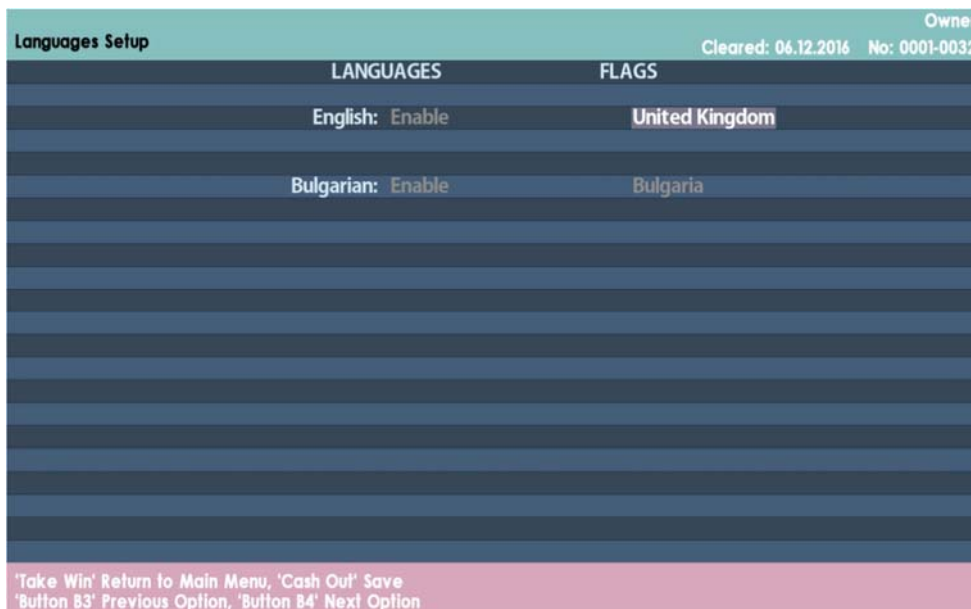 Owne
Languages Setup
Cleared: 06.12.2016 No: 0001-0032
LANGUAGES FLAGS
English: Enable United Kingdom
Bulgarian: Enable Bulgaria
'Take Win' Return to Main Menu, 'Cash Out' Save
'Button B3' Previous Option, 'Button B4' Next Option